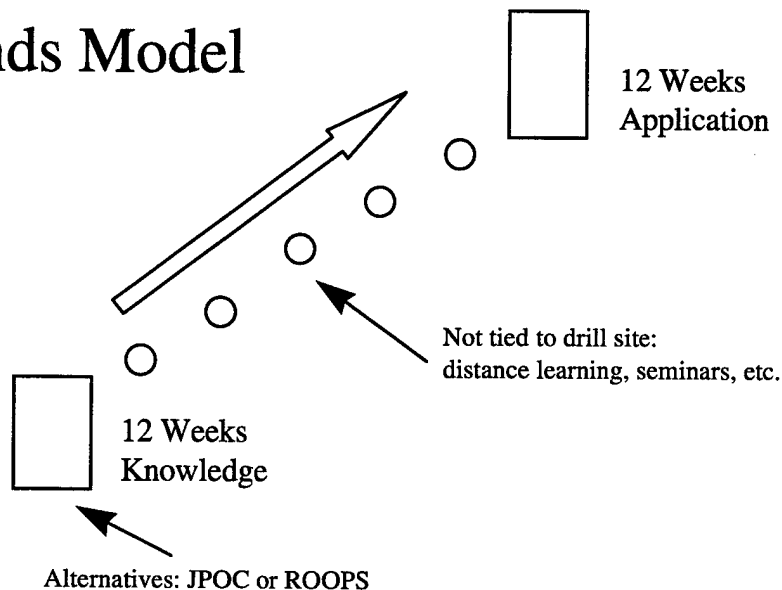 Model
12 Weeks
Application
Not tied to drill site:
distance learning, seminars, etc.
12 Weeks
Knowledge
Alternatives: JPOC or ROOPS